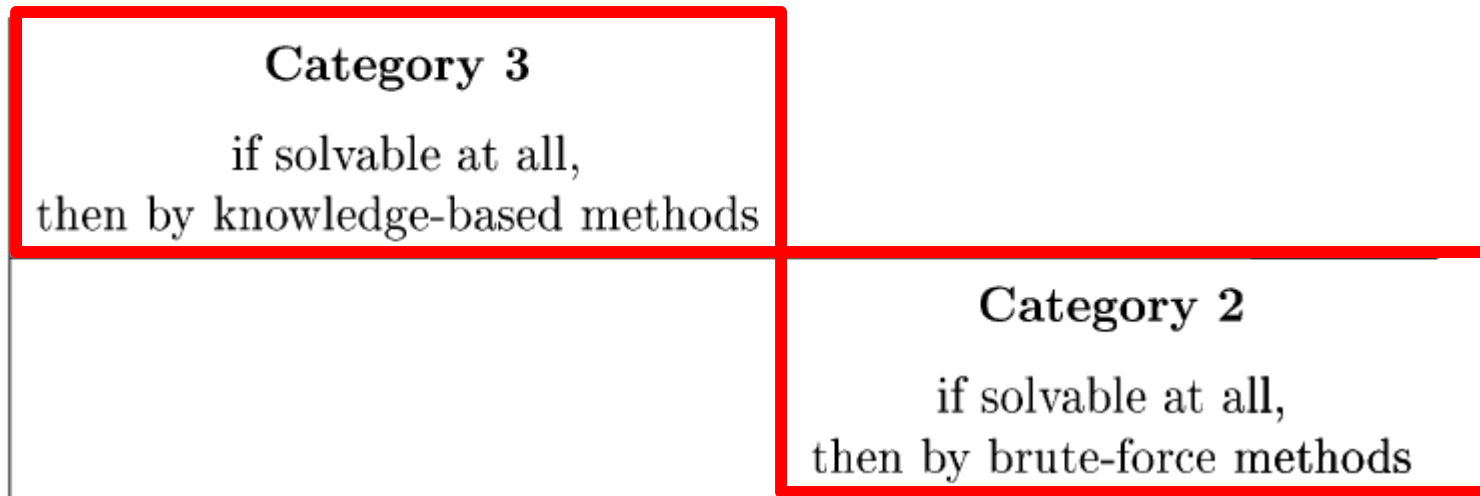 Category 3
if solvable at all,
then by knowledge-based methods
Category 2
if solvable at all,
then by brute-force methods